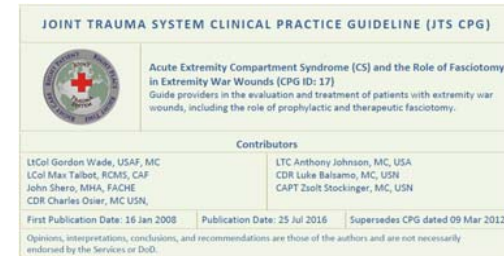 JOINT TRAUMA SYSTEM CLINICAL PRACTICE GUIDELINE (JTS CPG)
Acute Extremity Compartment Syndrome (CS) and the Role of Fasciotomy
in Extremity War Wounds (CPG ID: 17)
Guide providers in the evaluation and treatment of patients with extremity war
wounds, including the role of prophylactic and therapeutic fasciotomy.
Contributors
LtCol Gordon Wade, USAF, MC
LCol Max Talbot, RCMS, CAF
John Shero, MHA, FACHE
CDR Charles Osier, MC USN,
LTC Anthony Johnson, MC, USA
CDR Luke Balsamo, MC, USN
CAPT Zsolt Stockinger, MC, USN
First Publication Date: 16 Jan 2008
Publication Date: 25 Jul 2016
Supersedes CPG dated 09 Mar 2012
Opinions, interpretations, conclusions, and recommendations are those of the authors and are not necessarily
endorsed by the Services or DoD.